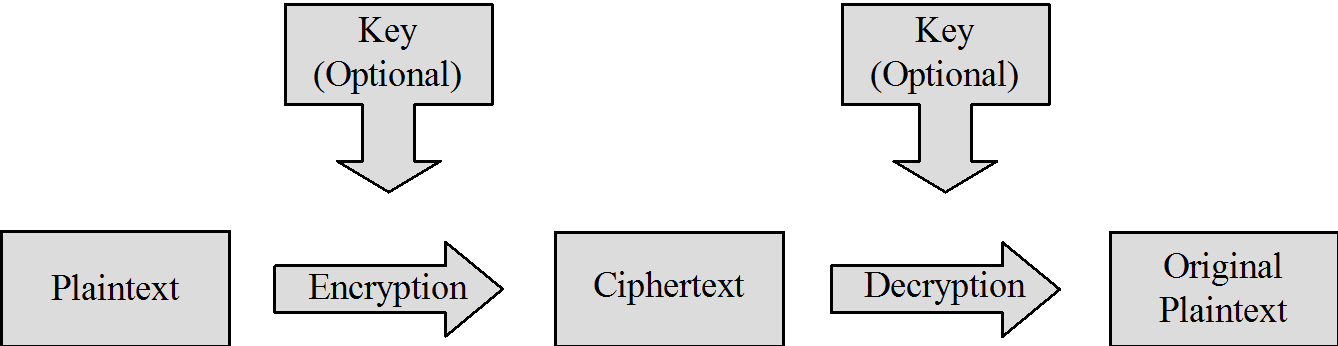 Key
(Optional)
Key
(Optional)
Plaintext
Encryption
Ciphertext
Decryption
Original
Plaintext